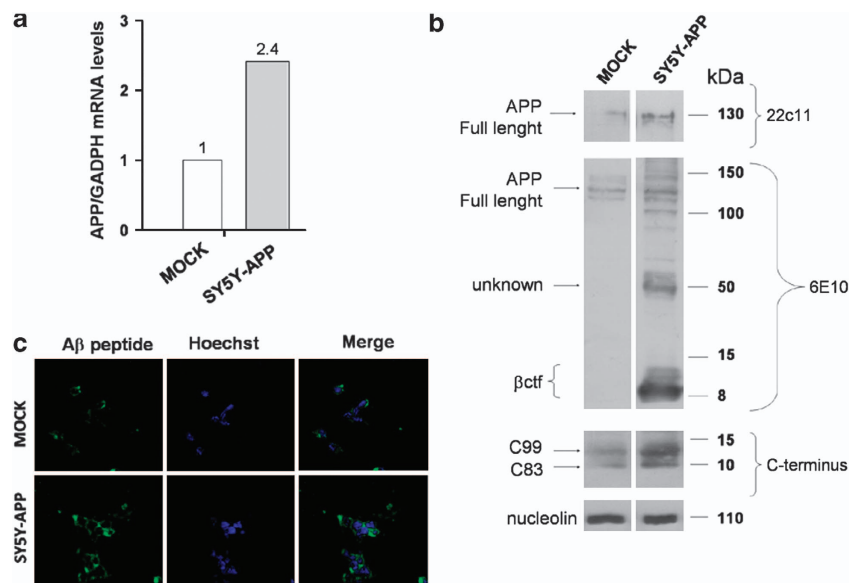 a
APP/GADPH mRNA levels
3
2
1
0
1
2.4
MOCK
SY5Y-APP
b
MOCK
SY5Y-APP
kDa
APP
Full lenght
130
22c11
APP
Full lenght
150
100
unknown
50
6E10
15
βctf
8
C99
C83
15
10
C-terminus
nucleolin
110
c
Aβ peptide
Hoechst
Merge
MOCK
SY5Y-APP